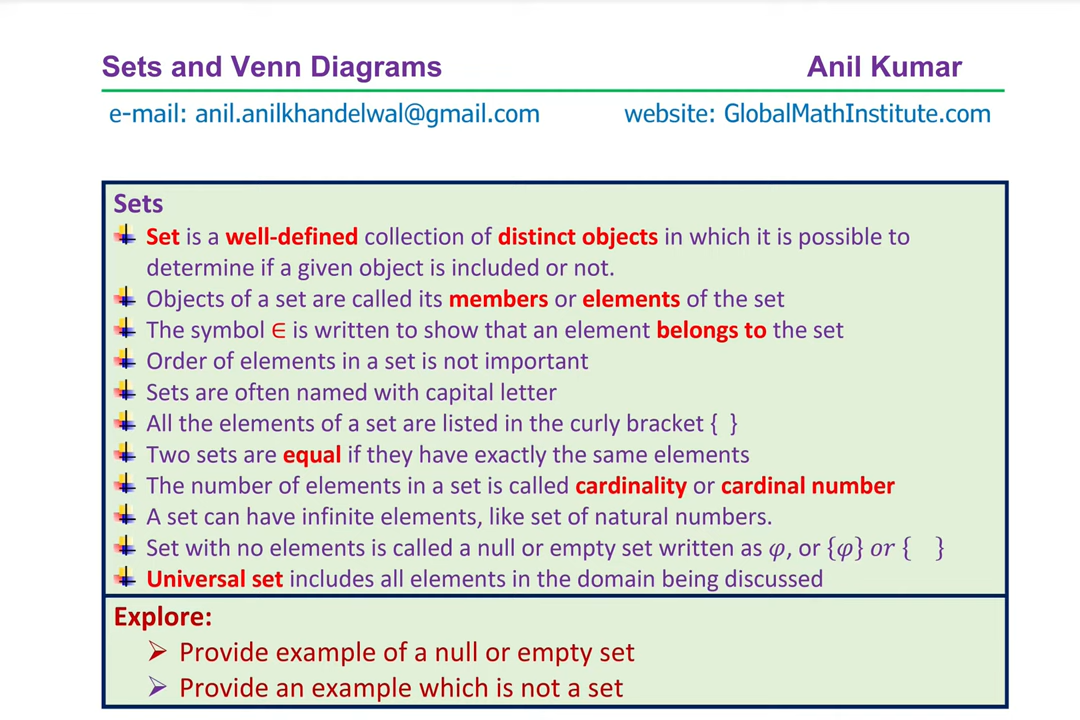 Sets and Venn Diagrams Anil Kumar
e-mail: anil.anilkhandelwal@gmail.com website: GlobalMathInstitute.com
Sets
Set is a well-defined collection of distinct objects in which it is possible to
determine if a given object is included or not.
Objects of a set are called its members or elements of the set
The symbol ∈ is written to show that an element belongs to the set
Order of elements in a set is not important
Sets are often named with capital letter
All the elements of a set are listed in the curly bracket { }
Two sets are equal if they have exactly the same elements
The number of elements in a set is called cardinality or cardinal number
A set can have infinite elements, like set of natural numbers.
Set with no elements is called a null or empty set written as φ, or {φ} or { }
Universal set includes all elements in the domain being discussed
Explore:
➢ Provide example of a null or empty set
➢ Provide an example which is not a set